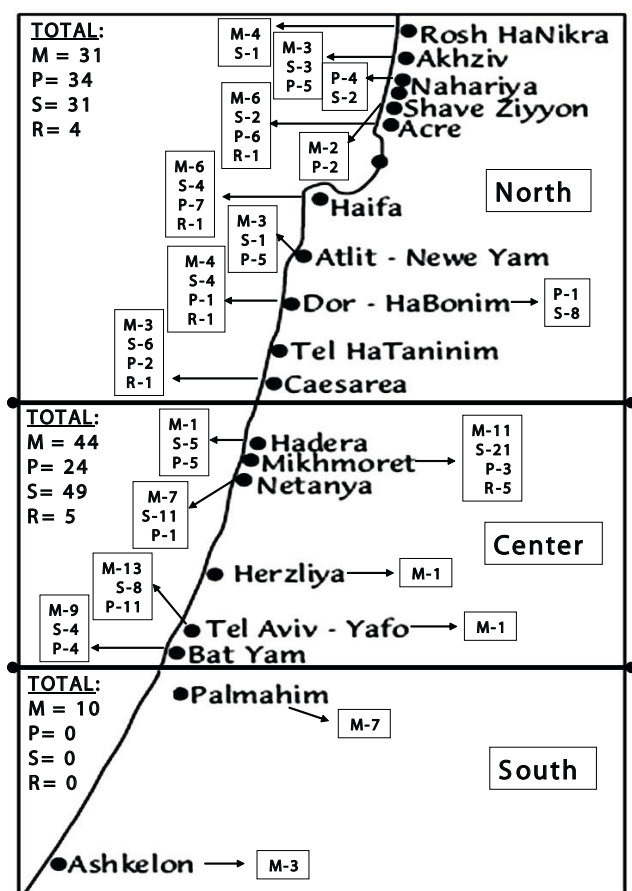 TOTAL:
M = 31
P= 34
S= 31
R= 4
M-4
S-1
M-3
S-3
P-5
P-4
S-2
M-6
S-2
P-6
R-1
M-2
P-2
M-6
S-4
P-7
R-1
M-3
S-1
P-5
M-4
S-4
P-1
R-1
M-3
S-6
P-2
R-1
Rosh HaNikra
Akhziv
Nahariya
Shave Ziyyon
Acre
North
Haifa
Atlit - Newe Yam
Dor - HaBonim
P-1
S-8
Tel HaTaninim
Caesarea
TOTAL:
M = 44
P= 24
S= 49
R= 5
M-1
S-5
P-5
M-7
S-11
P-1
M-13
S-8
P-11
M-9
S-4
P-4
Hadera
Mikhmoret
Netanya
M-11
S-21
P-3
R-5
Center
Herzliya
M-1
Tel Aviv - Yafo
M-1
Bat Yam
TOTAL:
M = 10
P= 0
S= 0
R= 0
Palmahim
M-7
South
Ashkelon
M-3